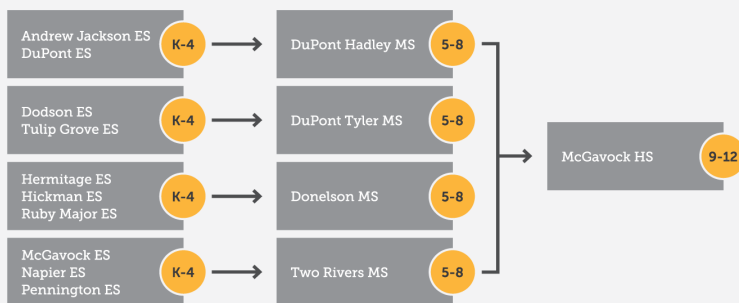 Andrew Jackson ES
DuPont ES
K-4
DuPont Hadley MS
5-8
Dodson ES
Tulip Grove ES
K-4
DuPont Tyler MS
5-8
McGavock HS
9-12
Hermitage ES
Hickman ES
Ruby Major ES
K-4
Donelson MS
5-8
McGavock ES
Napier ES
Pennington ES
K-4
Two Rivers MS
5-8